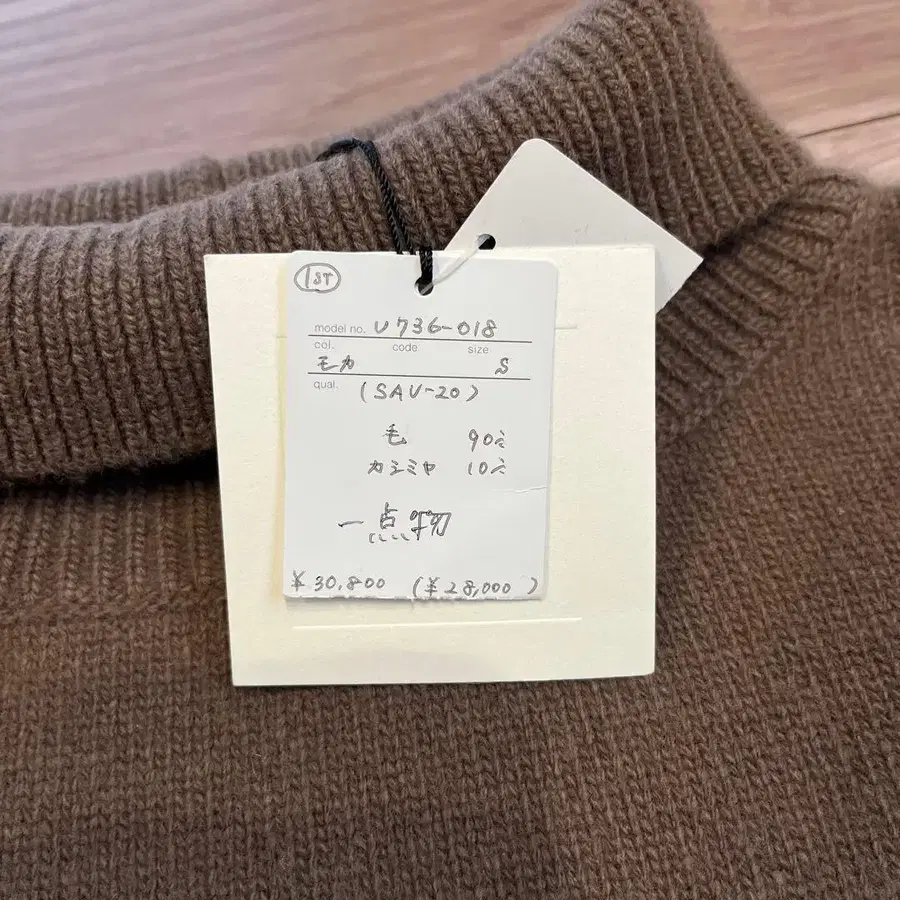 1ST
model no. U736-018
col. code size
モカ S
qual. (SAU-20)
毛 90%
カシミヤ 10%
一点物
¥30,800 (¥28,000)